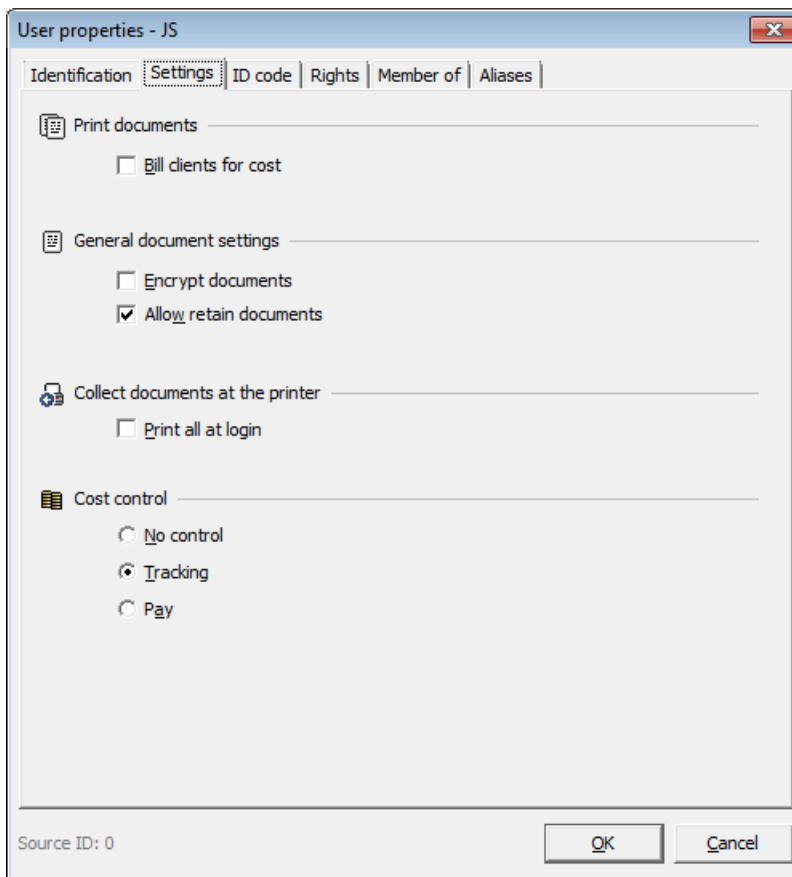 User properties - JS
Identification Settings ID code Rights Member of Aliases
Print documents
Bill clients for cost
General document settings
Encrypt documents
Allow retain documents
Collect documents at the printer
Print all at login
Cost control
No control
Tracking
Pay
Source ID: 0 OK Cancel